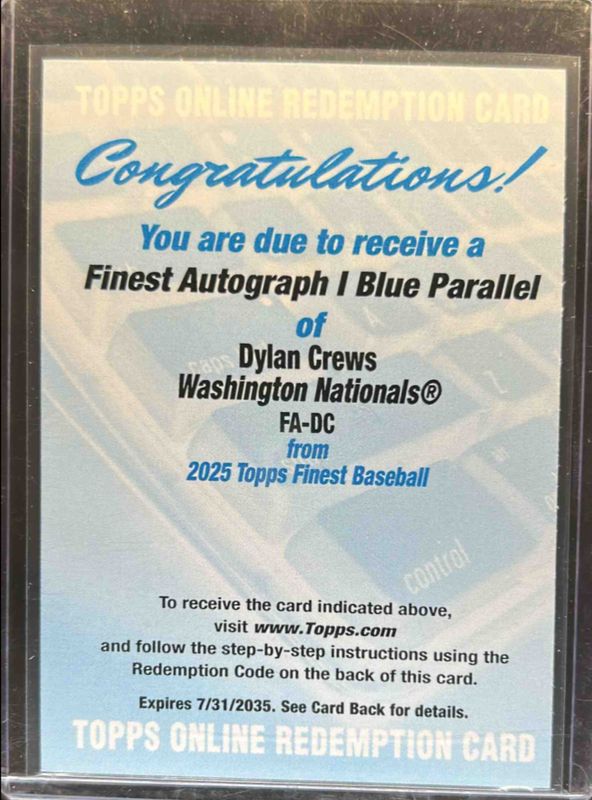 TOPPS ONLINE REDEMPTION CARD
Congratulations!
You are due to receive a
Finest Autograph I Blue Parallel
of
Dylan Crews
Washington Nationals®
FA-DC
from
2025 Topps Finest Baseball
caps
control
To receive the card indicated above,
visit www.Topps.com
and follow the step-by-step instructions using the
Redemption Code on the back of this card.
Expires 7/31/2035. See Card Back for details.
TOPPS ONLINE REDEMPTION CARD